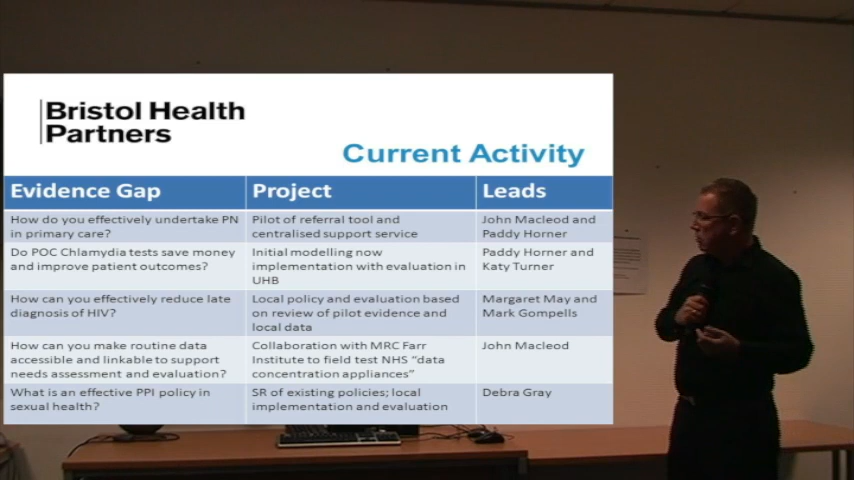 Bristol Health
Partners
Current Activity
Evidence Gap Project Leads
How do you effectively undertake PN
in primary care?
Pilot of referral tool and
centralised support service
John Macleod and
Paddy Horner
Do POC Chlamydia tests save money
and improve patient outcomes?
Initial modelling now
implementation with evaluation in
UHB
Paddy Horner and
Katy Turner
How can you effectively reduce late
diagnosis of HIV?
Local policy and evaluation based
on review of pilot evidence and
local data
Margaret May and
Mark Gompells
How can you make routine data
accessible and linkable to support
needs assessment and evaluation?
Collaboration with MRC Farr
Institute to field test NHS “data
concentration appliances”
John Macleod
What is an effective PPI policy in
sexual health?
SR of existing policies; local
implementation and evaluation
Debra Gray